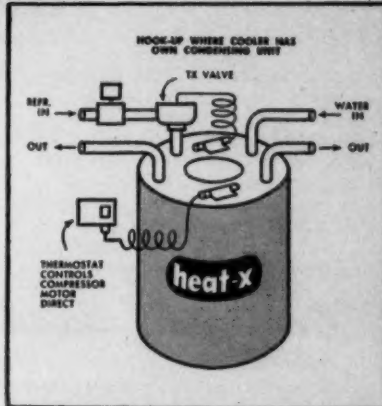 HOOK-UP WHERE COOLER HAS
OWN CONDENSING UNIT
TX VALVE
REFR.
IN
WATER
IN
OUT
OUT
THERMOSTAT
CONTROLS
COMPRESSOR
MOTOR
DIRECT
heat-x